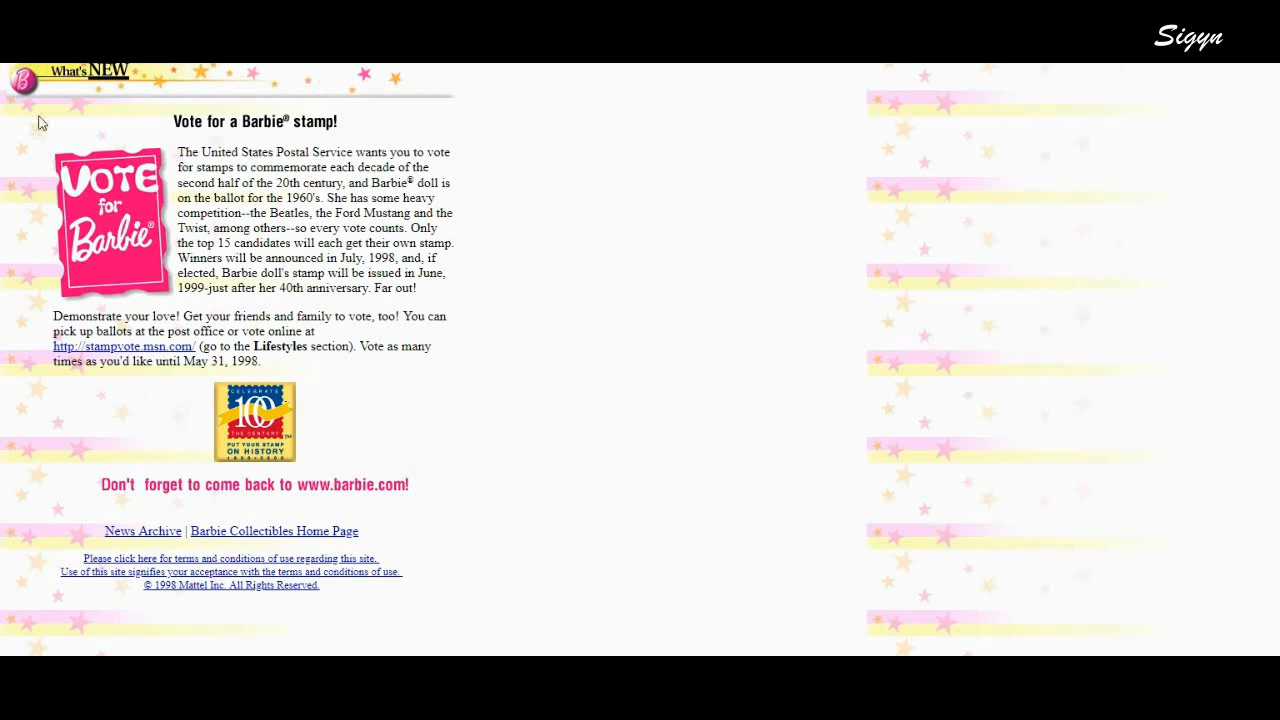 Sigyn
B What's NEW
Vote for a Barbie® stamp!
VOTE
for
Barbie®
The United States Postal Service wants you to vote
for stamps to commemorate each decade of the
second half of the 20th century, and Barbie® doll is
on the ballot for the 1960's. She has some heavy
competition--the Beatles, the Ford Mustang and the
Twist, among others--so every vote counts. Only
the top 15 candidates will each get their own stamp.
Winners will be announced in July, 1998, and, if
elected, Barbie doll's stamp will be issued in June,
1999-just after her 40th anniversary. Far out!
Demonstrate your love! Get your friends and family to vote, too! You can
pick up ballots at the post office or vote online at
http://stampvote.msn.com/ (go to the Lifestyles section). Vote as many
times as you'd like until May 31, 1998.
CELEBRATE
100
THE CENTURY™
PUT YOUR STAMP
ON HISTORY
Don't forget to come back to www.barbie.com!
News Archive | Barbie Collectibles Home Page
Please click here for terms and conditions of use regarding this site.
Use of this site signifies your acceptance with the terms and conditions of use.
© 1998 Mattel Inc. All Rights Reserved.